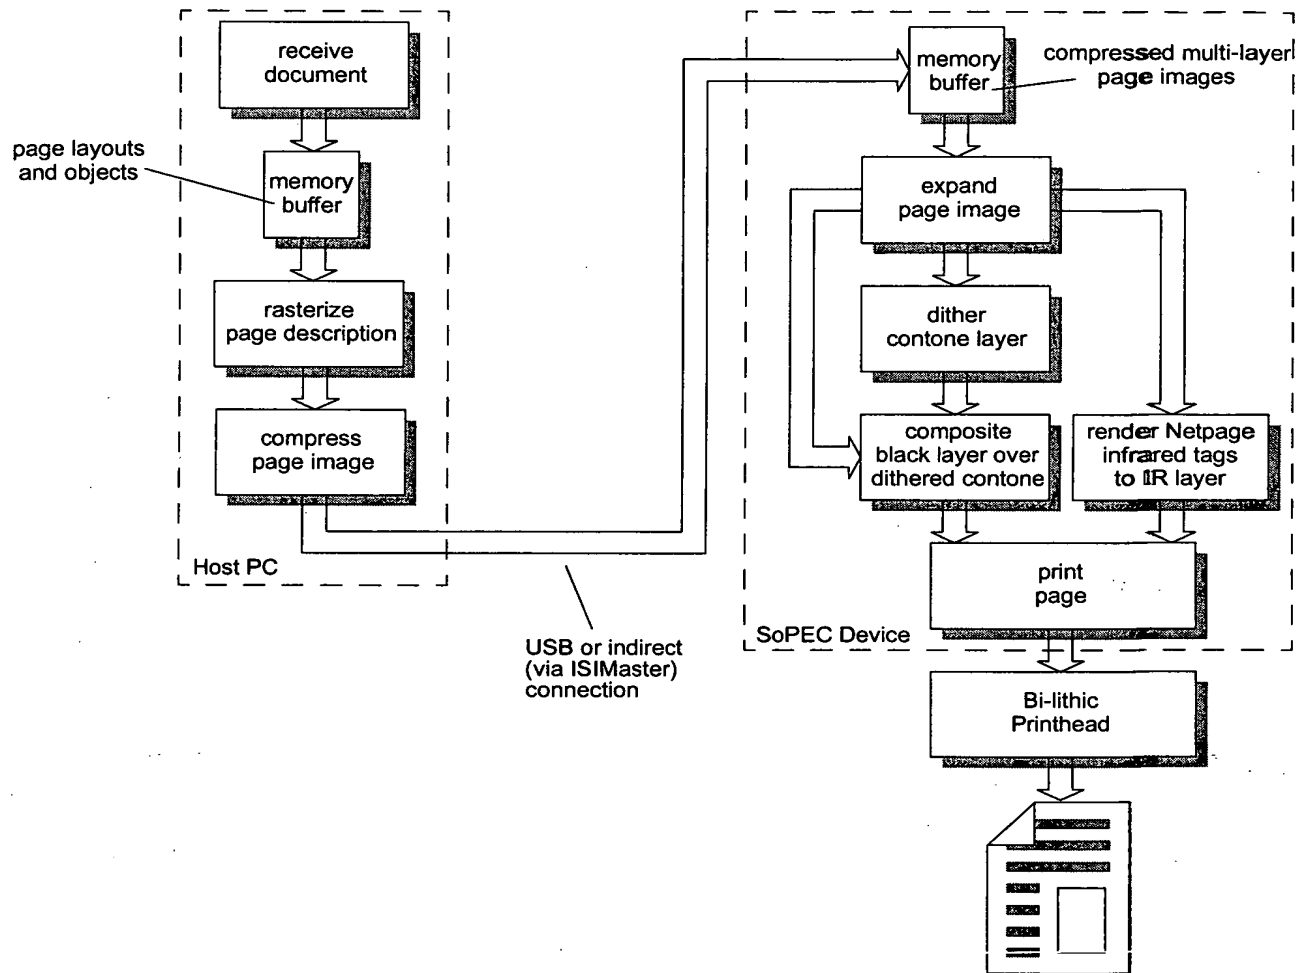 receive
document
page layouts
and objects
memory
buffer
rasterize
page description
compress
page image
Host PC
USB or indirect
(via ISIMaster)
connection
memory
buffer
compressed multi-layer
page images
expand
page image
dither
contone layer
composite
black layer over
dithered contone
render Netpage
infrared tags
to IR layer
print
page
SoPEC Device
Bi-lithic
Printhead